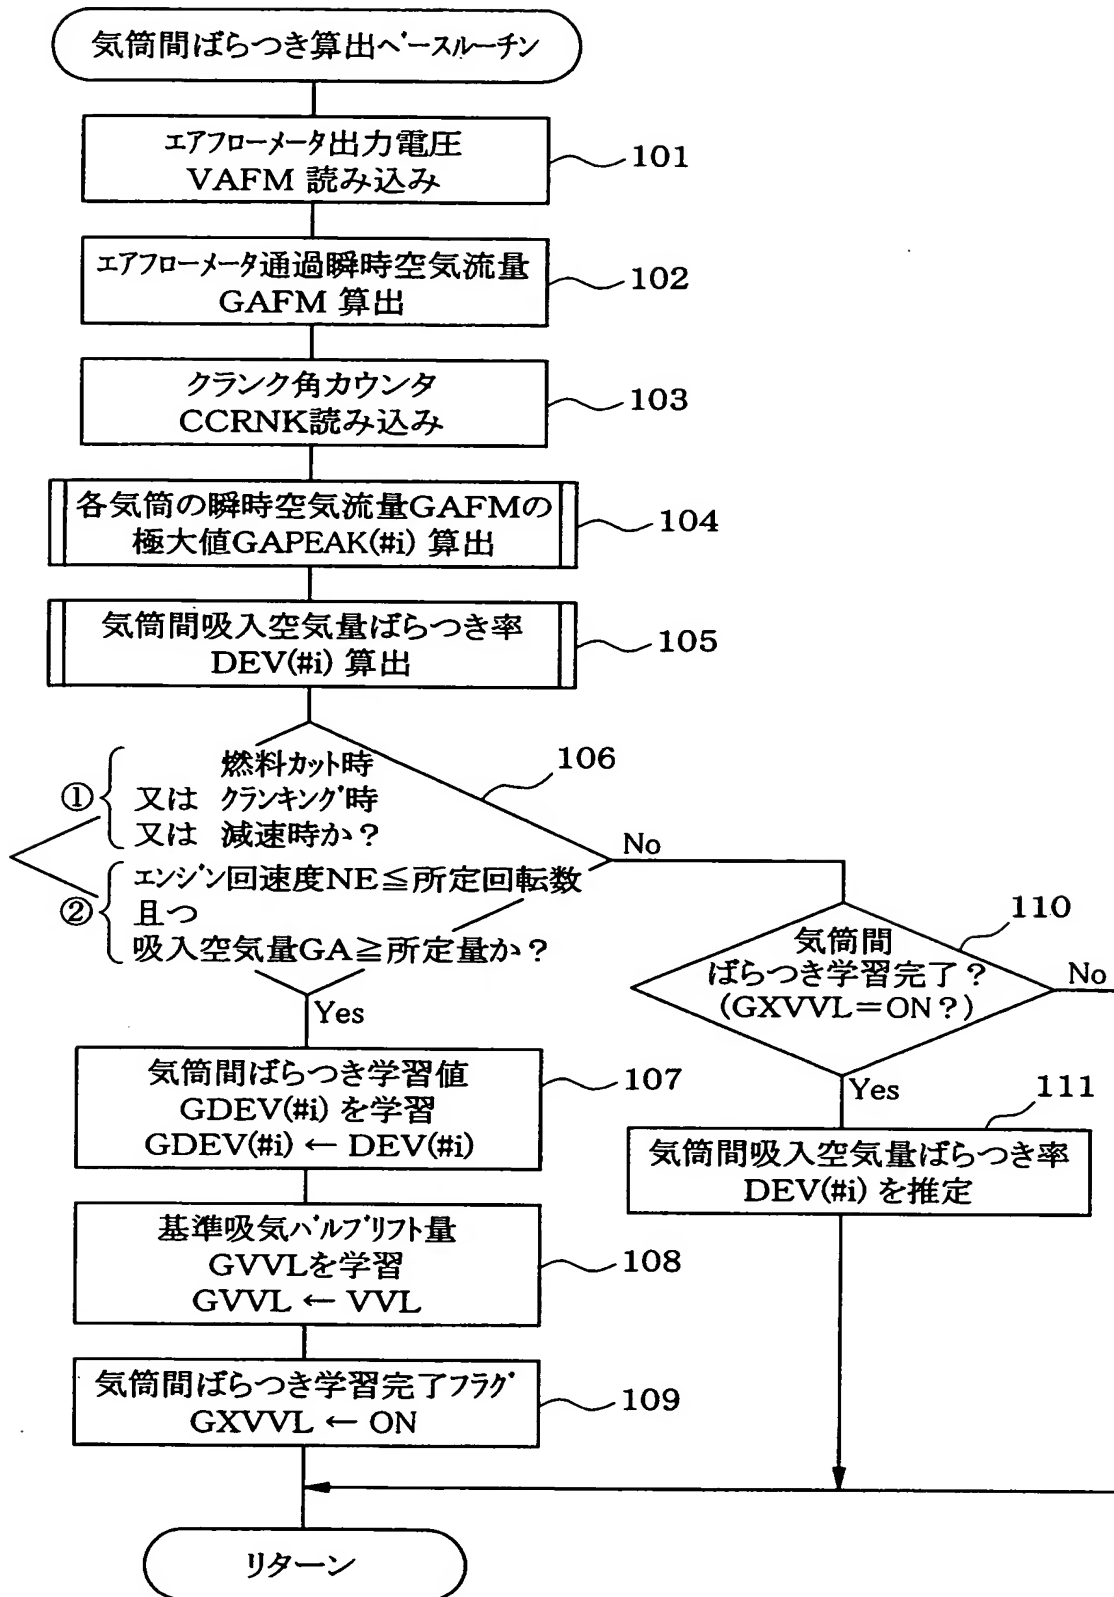 気筒間ばらつき算出ベースルーチン
エアフローメータ出力電圧
VAFM 読み込み
101
エアフローメータ通過瞬時空気流量
GAFM 算出
102
クランク角カウンタ
CCRNK読み込み
103
各気筒の瞬時空気流量GAFMの
極大値GAPEAK(#i) 算出
104
気筒間吸入空気量ばらつき率
DEV(#i) 算出
105
106
①
燃料カット時
又は クランキング時
又は 減速時か?
②
エンジン回速度NE≦所定回転数
且つ
吸入空気量GA≧所定量か?
No
Yes
110
気筒間
ばらつき学習完了?
(GXVVL=ON?)
No
Yes
気筒間ばらつき学習値
GDEV(#i) を学習
GDEV(#i) ← DEV(#i)
107
111
気筒間吸入空気量ばらつき率
DEV(#i) を推定
基準吸気バルブリフト量
GVVLを学習
GVVL ← VVL
108
気筒間ばらつき学習完了フラグ
GXVVL ← ON
109
リターン